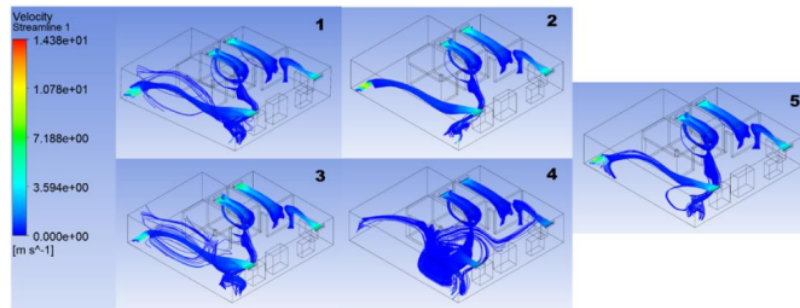 Velocity
Streamline 1
1.438e+01
1.078e+01
7.188e+00
3.594e+00
0.000e+00
[m s^-1]
1
2
3
4
5